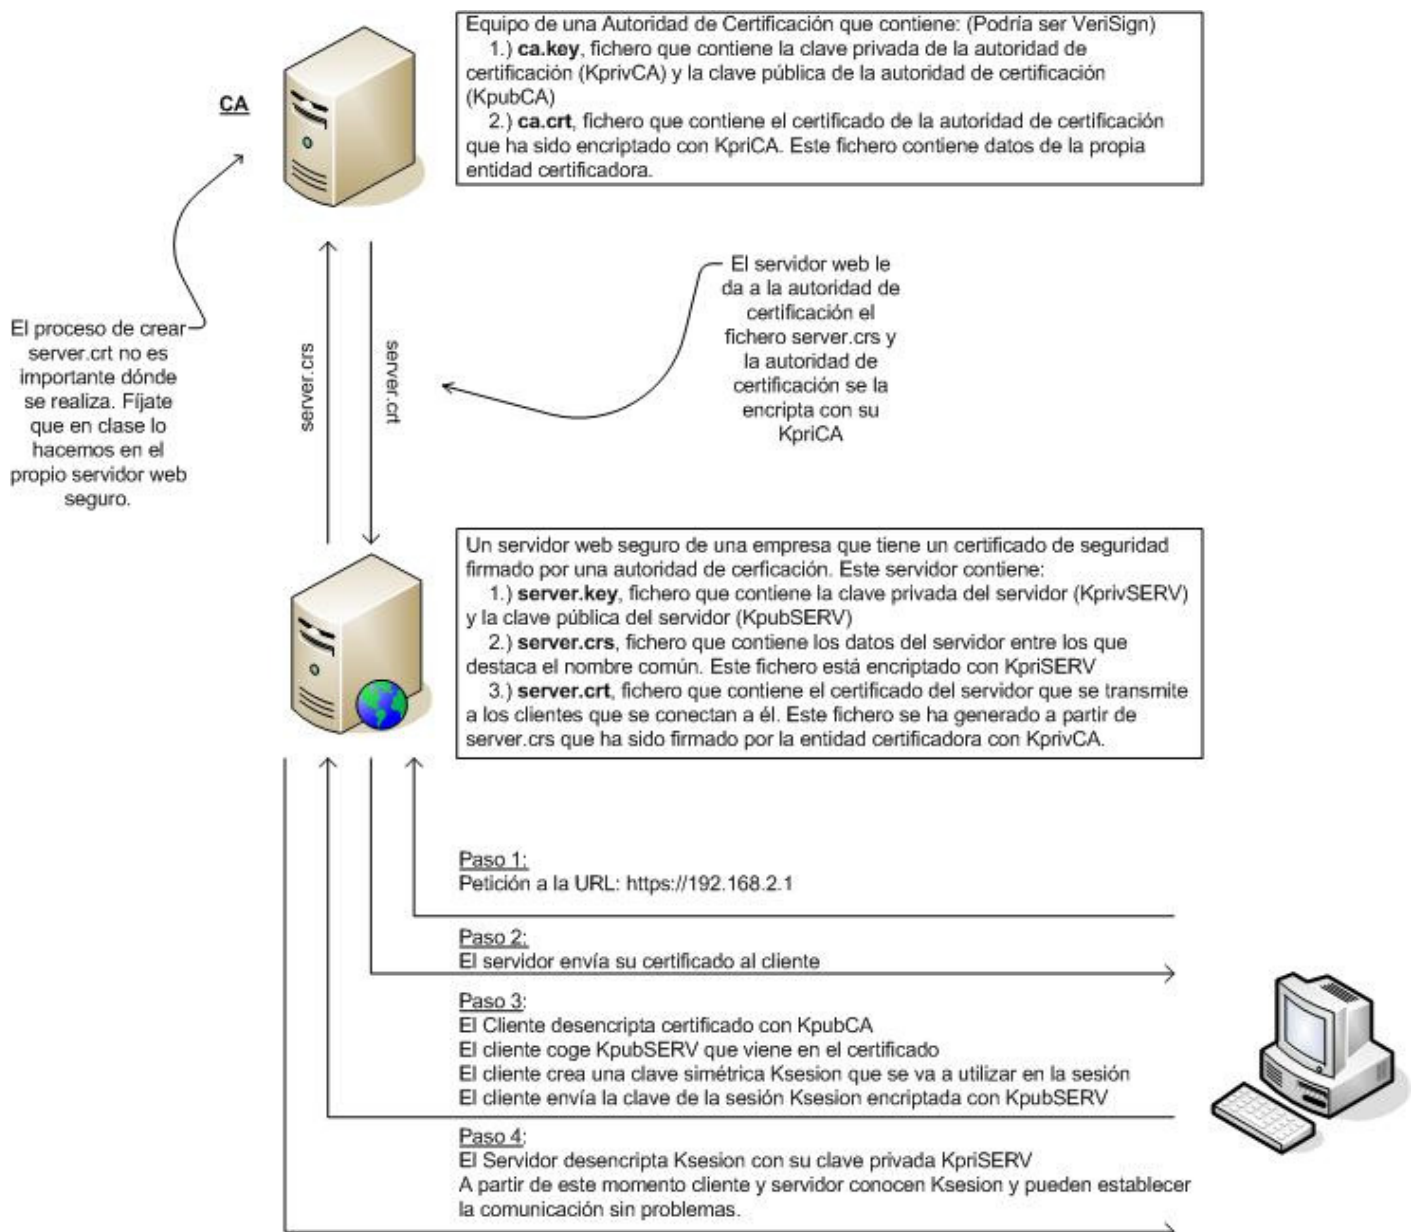 Equipo de una Autoridad de Certificación que contiene: (Podría ser VeriSign)
1.) ca.key, fichero que contiene la clave privada de la autoridad de
certificación (KprivCA) y la clave pública de la autoridad de certificación
(KpubCA)
2.) ca.crt, fichero que contiene el certificado de la autoridad de certificación
que ha sido encriptado con KpriCA. Este fichero contiene datos de la propia
entidad certificadora.
CA
El proceso de crear
server.crt no es
importante dónde
se realiza. Fíjate
que en clase lo
hacemos en el
propio servidor web
seguro.
server.crs
server.crt
El servidor web le
da a la autoridad de
certificación el
fichero server.crs y
la autoridad de
certificación se la
encripta con su
KpriCA
Un servidor web seguro de una empresa que tiene un certificado de seguridad
firmado por una autoridad de cerficación. Este servidor contiene:
1.) server.key, fichero que contiene la clave privada del servidor (KprivSERV)
y la clave pública del servidor (KpubSERV)
2.) server.crs, fichero que contiene los datos del servidor entre los que
destaca el nombre común. Este fichero está encriptado con KpriSERV
3.) server.crt, fichero que contiene el certificado del servidor que se transmite
a los clientes que se conectan a él. Este fichero se ha generado a partir de
server.crs que ha sido firmado por la entidad certificadora con KprivCA.
Paso 1:
Petición a la URL: https://192.168.2.1
Paso 2:
El servidor envía su certificado al cliente
Paso 3:
El Cliente desencripta certificado con KpubCA
El cliente coge KpubSERV que viene en el certificado
El cliente crea una clave simétrica Ksesion que se va a utilizar en la sesión
El cliente envía la clave de la sesión Ksesion encriptada con KpubSERV
Paso 4:
El Servidor desencripta Ksesion con su clave privada KpriSERV
A partir de este momento cliente y servidor conocen Ksesion y pueden establecer
la comunicación sin problemas.